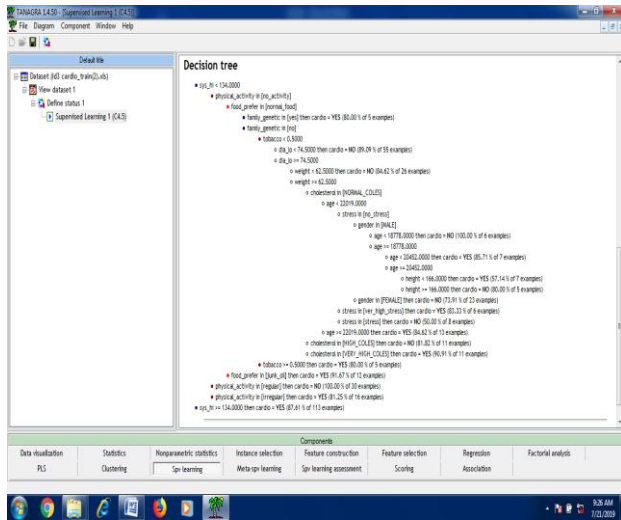 TANAGRA 1.4.50 - [Supervised Learning 1 (C4.5)]
File Diagram Component Window Help
Default title
Dataset (id3 cardio_train(2).xls)
View dataset 1
Define status 1
Supervised Learning 1 (C4.5)
Decision tree
sys_hi < 134.0000
physical_activity in [no_activity]
food_prefer in [normal_food]
family_genetic in [yes] then cardio = YES (80.00 % of 5 examples)
family_genetic in [no]
tobacco < 0.5000
dia_lo < 74.5000 then cardio = NO (89.09 % of 55 examples)
dia_lo >= 74.5000
weight < 62.5000 then cardio = NO (84.62 % of 26 examples)
weight >= 62.5000
cholesterol in [NORMAL_COLES]
age < 22019.0000
stress in [no_stress]
gender in [MALE]
age < 18778.0000 then cardio = NO (100.00 % of 6 examples)
age >= 18778.0000
age < 20452.0000 then cardio = YES (85.71 % of 7 examples)
age >= 20452.0000
height < 166.0000 then cardio = YES (57.14 % of 7 examples)
height >= 166.0000 then cardio = NO (80.00 % of 5 examples)
gender in [FEMALE] then cardio = NO (73.91 % of 23 examples)
stress in [ver_high_stress] then cardio = YES (83.33 % of 6 examples)
stress in [stress] then cardio = NO (50.00 % of 8 examples)
age >= 22019.0000 then cardio = YES (84.62 % of 13 examples)
cholesterol in [HIGH_COLES] then cardio = NO (81.82 % of 11 examples)
cholesterol in [VERY_HIGH_COLES] then cardio = YES (90.91 % of 11 examples)
tobacco >= 0.5000 then cardio = YES (80.00 % of 5 examples)
food_prefer in [junk_oil] then cardio = YES (91.67 % of 12 examples)
physical_activity in [regular] then cardio = NO (100.00 % of 30 examples)
physical_activity in [irregular] then cardio = YES (81.25 % of 16 examples)
sys_hi >= 134.0000 then cardio = YES (87.61 % of 113 examples)
Components
Data visualization Statistics Nonparametric statistics Instance selection Feature construction Feature selection Regression Factorial analysis
PLS Clustering Spv learning Meta-spv learning Spv learning assessment Scoring Association
9:26 AM
7/21/2019